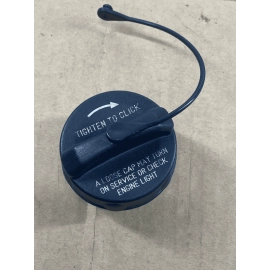 TIGHTEN TO CLICK
A LOOSE CAP MAY TURN
ON SERVICE OR CHECK
ENGINE LIGHT